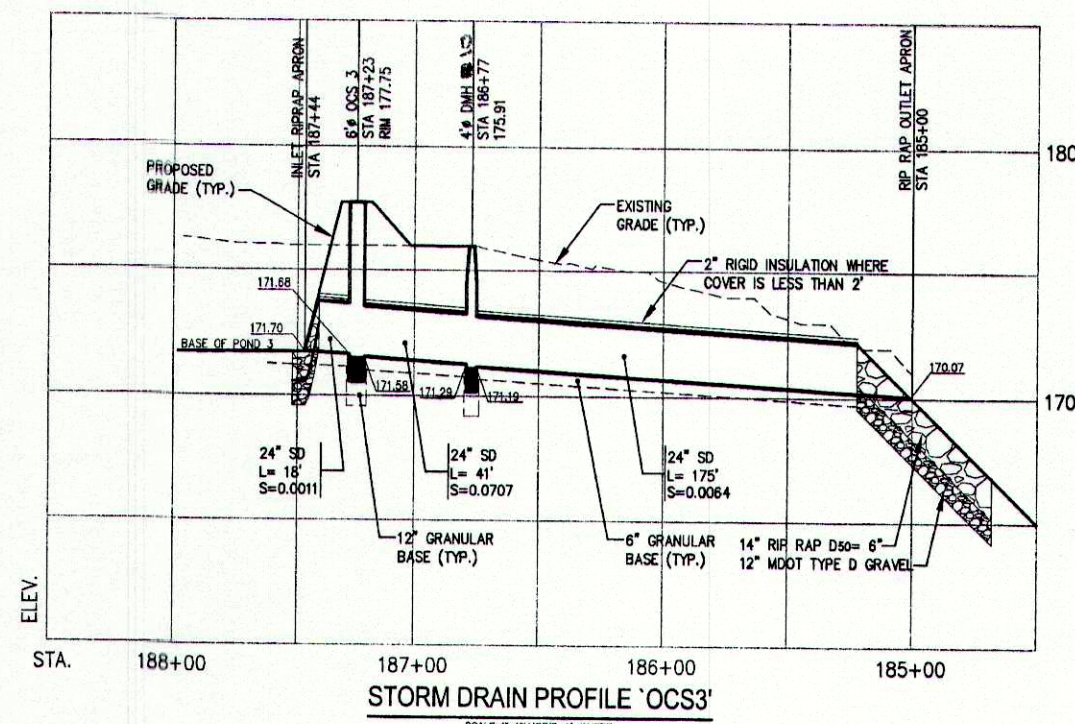 INLET RIPRAP APRON
STA 187+44
6'ø OCS 3
STA 187+23
RIM 177.75
4'ø DMH
STA 186+77
175.91
RIP RAP OUTLET APRON
STA 185+00
180
PROPOSED
GRADE (TYP.)
EXISTING
GRADE (TYP.)
2" RIGID INSULATION WHERE
COVER IS LESS THAN 2'
171.68
171.70
BASE OF POND 3
170.07
171.58
171.29
171.19
170
24" SD
L= 18'
S=0.0011
24" SD
L= 41'
S=0.0707
24" SD
L= 175'
S=0.0064
12" GRANULAR
BASE (TYP.)
6" GRANULAR
BASE (TYP.)
14" RIP RAP D50= 6"
12" MDOT TYPE D GRAVEL
ELEV.
STA.
188+00
187+00
186+00
185+00
STORM DRAIN PROFILE `OCS3'